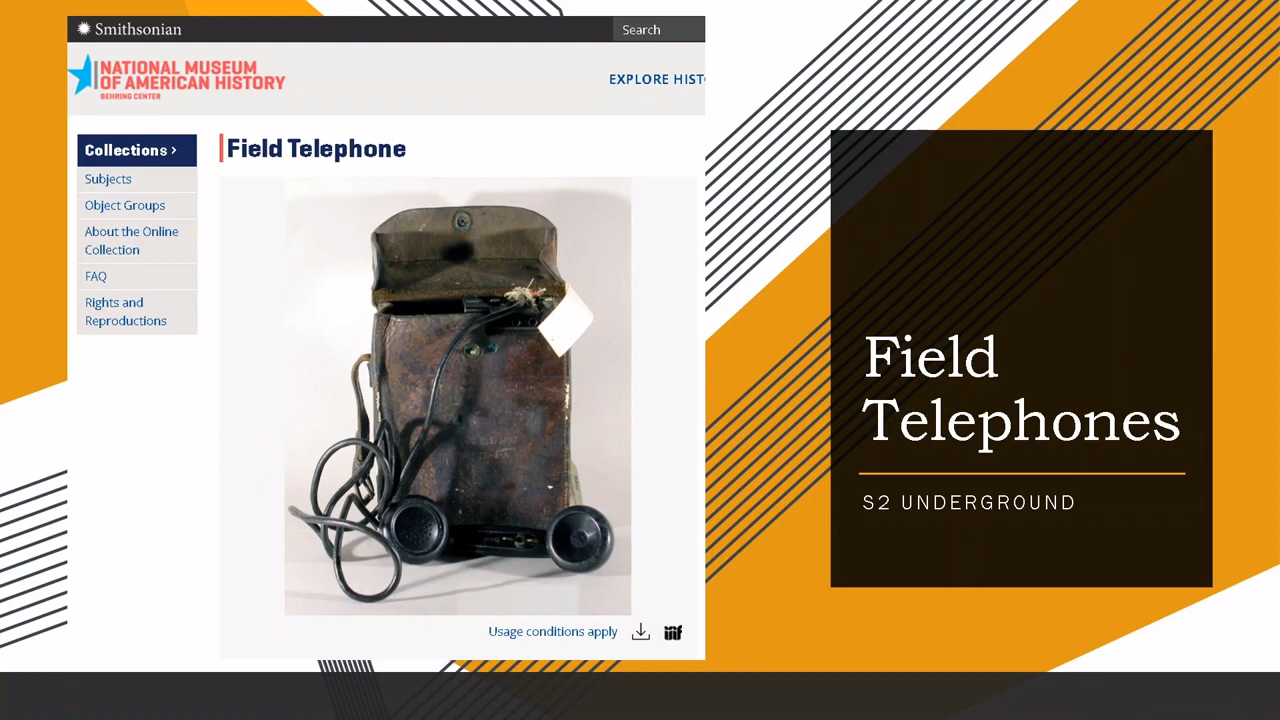 Smithsonian
Search
NATIONAL MUSEUM
OF AMERICAN HISTORY
BEHRING CENTER
EXPLORE HIST
Collections >
Subjects
Object Groups
About the Online
Collection
FAQ
Rights and
Reproductions
Field Telephone
Usage conditions apply
iiif
Field
Telephones
S2 UNDERGROUND